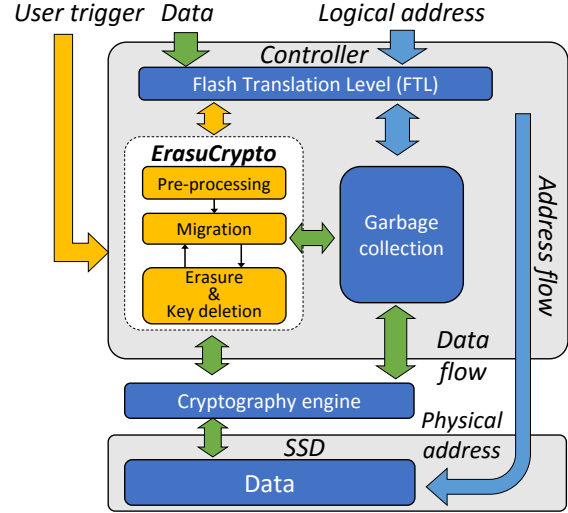 User trigger
Data
Logical address
Controller
Flash Translation Level (FTL)
ErasuCrypto
Pre-processing
Migration
Erasure
&
Key deletion
Garbage
collection
Address flow
Data
flow
Cryptography engine
Physical
address
SSD
Data